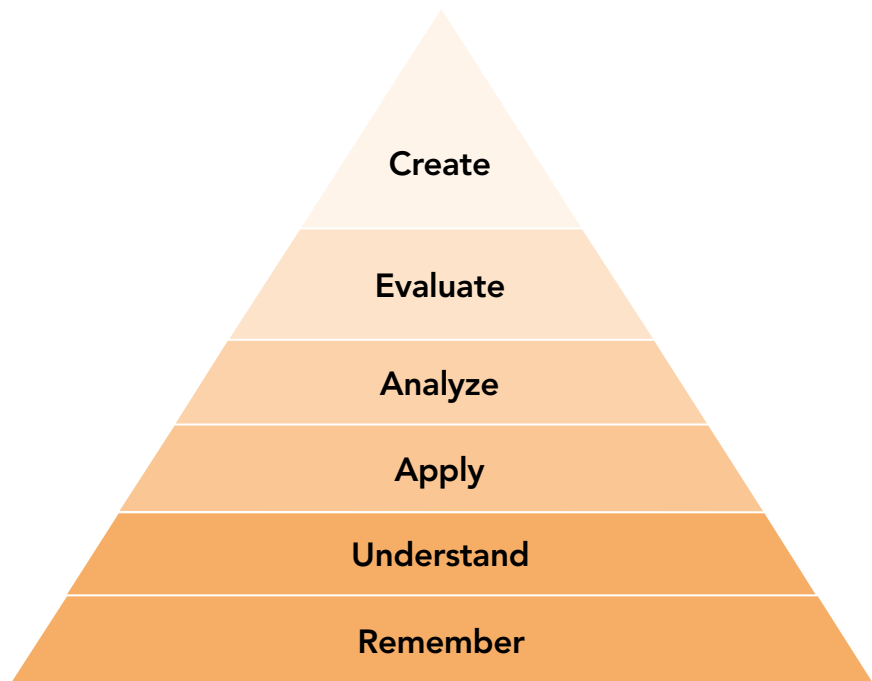 Create
Evaluate
Analyze
Apply
Understand
Remember